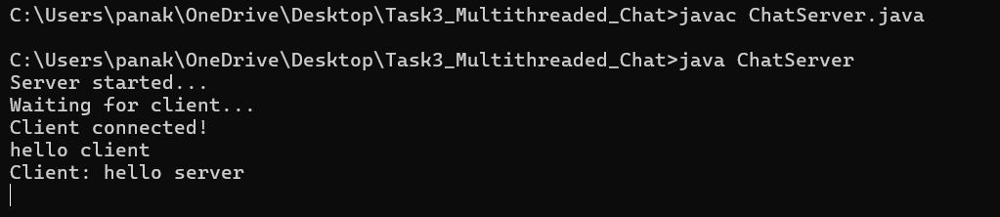 C:\Users\panak\OneDrive\Desktop\Task3_Multithreaded_Chat>javac ChatServer.java
C:\Users\panak\OneDrive\Desktop\Task3_Multithreaded_Chat>java ChatServer
Server started...
Waiting for client...
Client connected!
hello client
Client: hello server